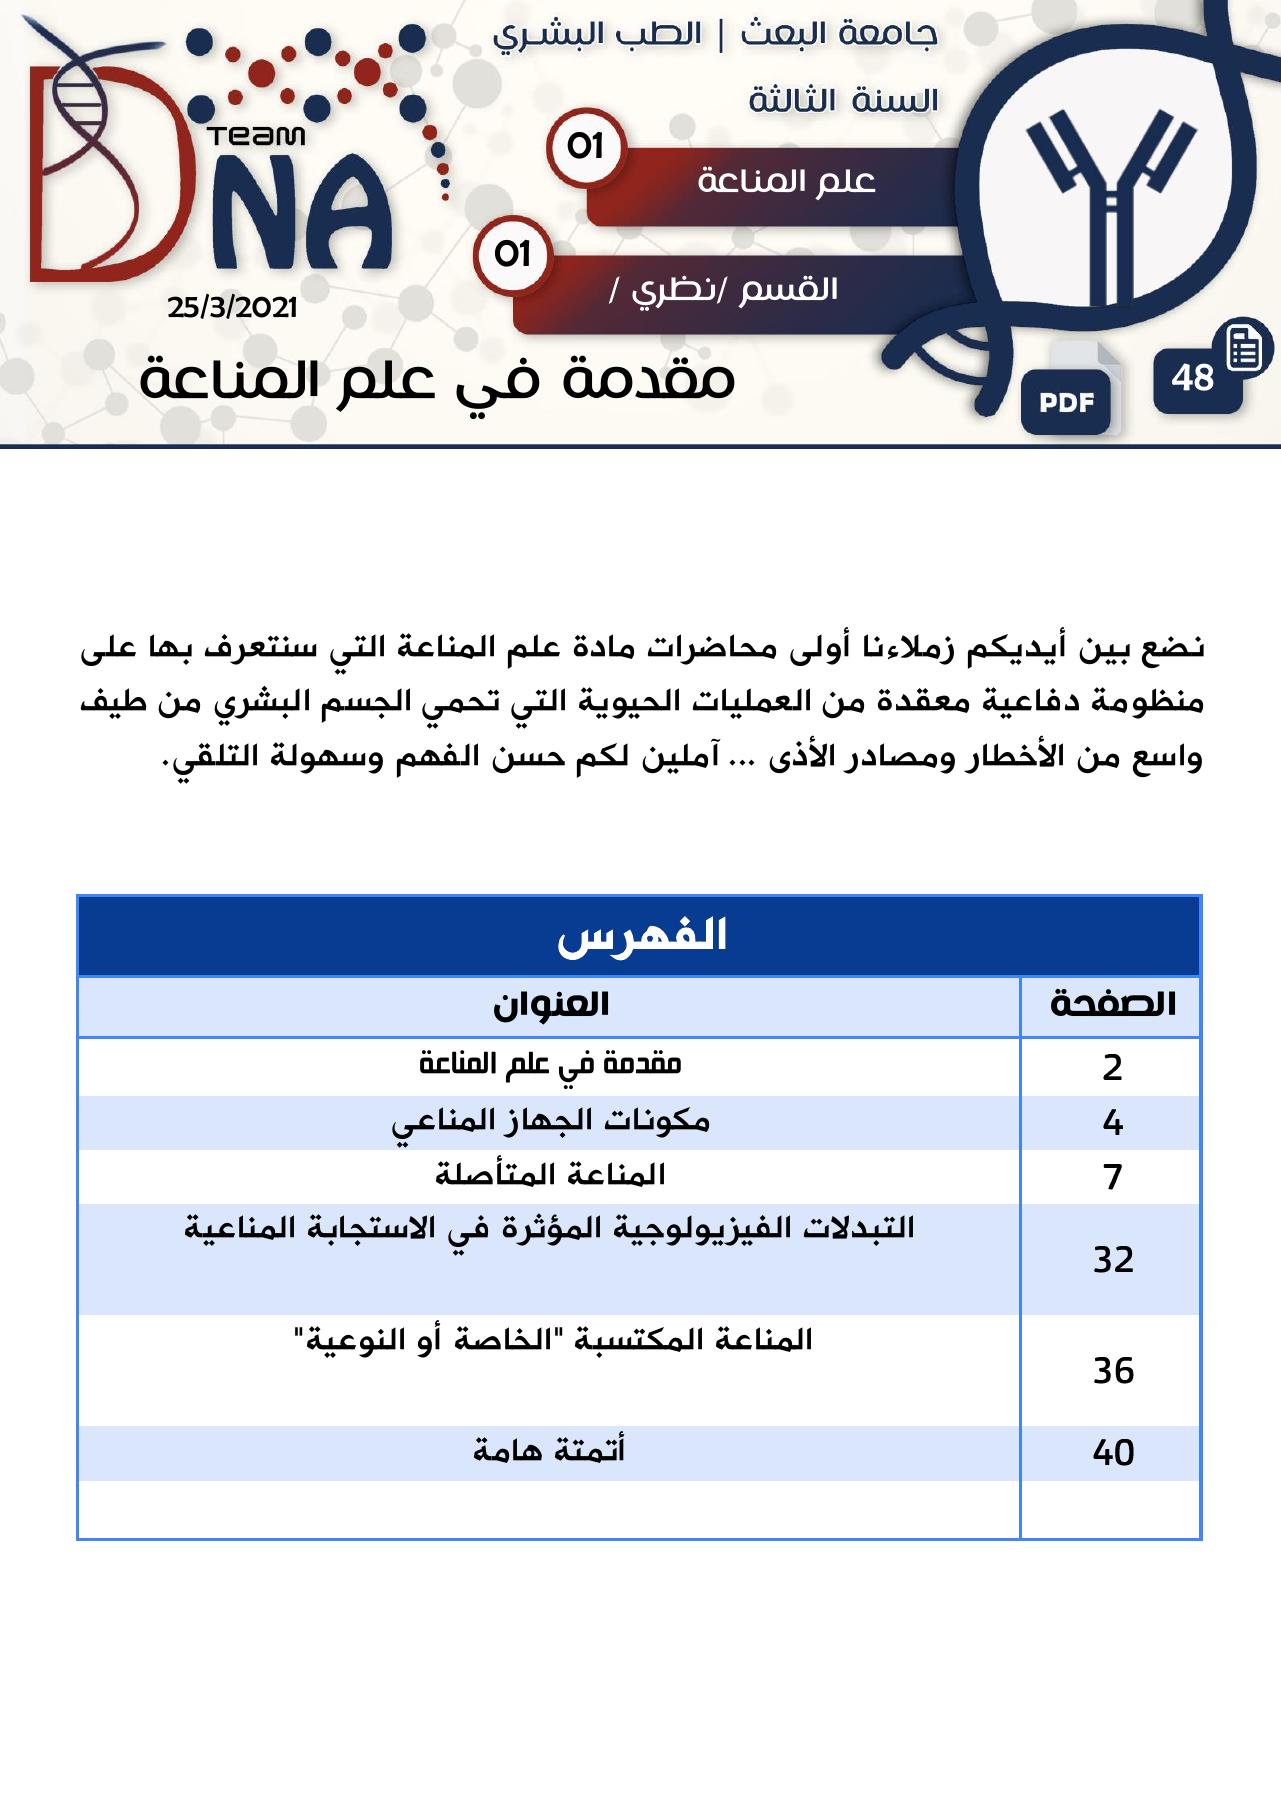 جامعة البعث | الطب البشري
السنة الثالثة
01
علم المناعة
01
القسم /نظري /
TEAM
DNA
25/3/2021
مقدمة في علم المناعة
PDF
48
نضع بين أيديكم زملاءنا أولى محاضرات مادة علم المناعة التي سنتعرف بها على
منظومة دفاعية معقدة من العمليات الحيوية التي تحمي الجسم البشري من طيف
واسع من الأخطار ومصادر الأذى ... آملين لكم حسن الفهم وسهولة التلقي.
الفهرس
الصفحة العنوان
2 مقدمة في علم المناعة
4 مكونات الجهاز المناعي
7 المناعة المتأصلة
32 التبدلات الفيزيولوجية المؤثرة في الاستجابة المناعية
36 المناعة المكتسبة "الخاصة أو النوعية"
40 أتمتة هامة